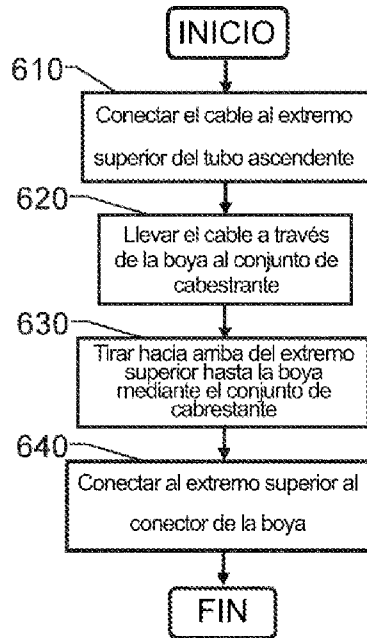 INICIO
610
Conectar el cable al extremo
superior del tubo ascendente
620
Llevar el cable a través
de la boya al conjunto de
cabestrante
630
Tirar hacia arriba del extremo
superior hasta la boya
mediante el conjunto de
cabrestante
640
Conectar al extremo superior al
conector de la boya
FIN